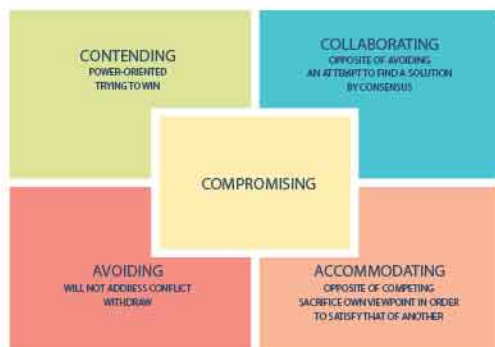 CONTENDING
POWER-ORIENTED
TRYING TO WIN
COLLABORATING
OPPOSITE OF AVOIDING
AN ATTEMPT TO FIND A SOLUTION
BY CONSENSUS
COMPROMISING
AVOIDING
WILL NOT ADDRESS CONFLICT
WITHDRAW
ACCOMMODATING
OPPOSITE OF COMPETING
SACRIFICE OWN VIEWPOINT IN ORDER
TO SATISFY THAT OF ANOTHER